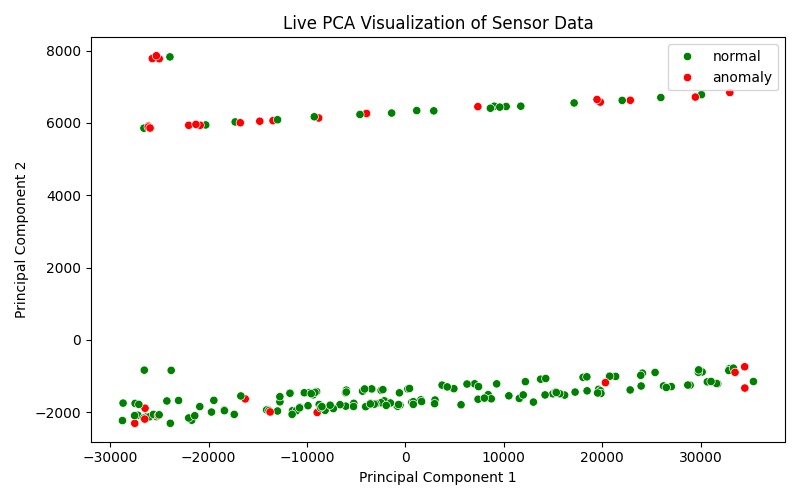 Live PCA Visualization of Sensor Data
normal
anomaly
8000
6000
4000
2000
0
−2000
Principal Component 2
−30000 −20000 −10000 0 10000 20000 30000
Principal Component 1